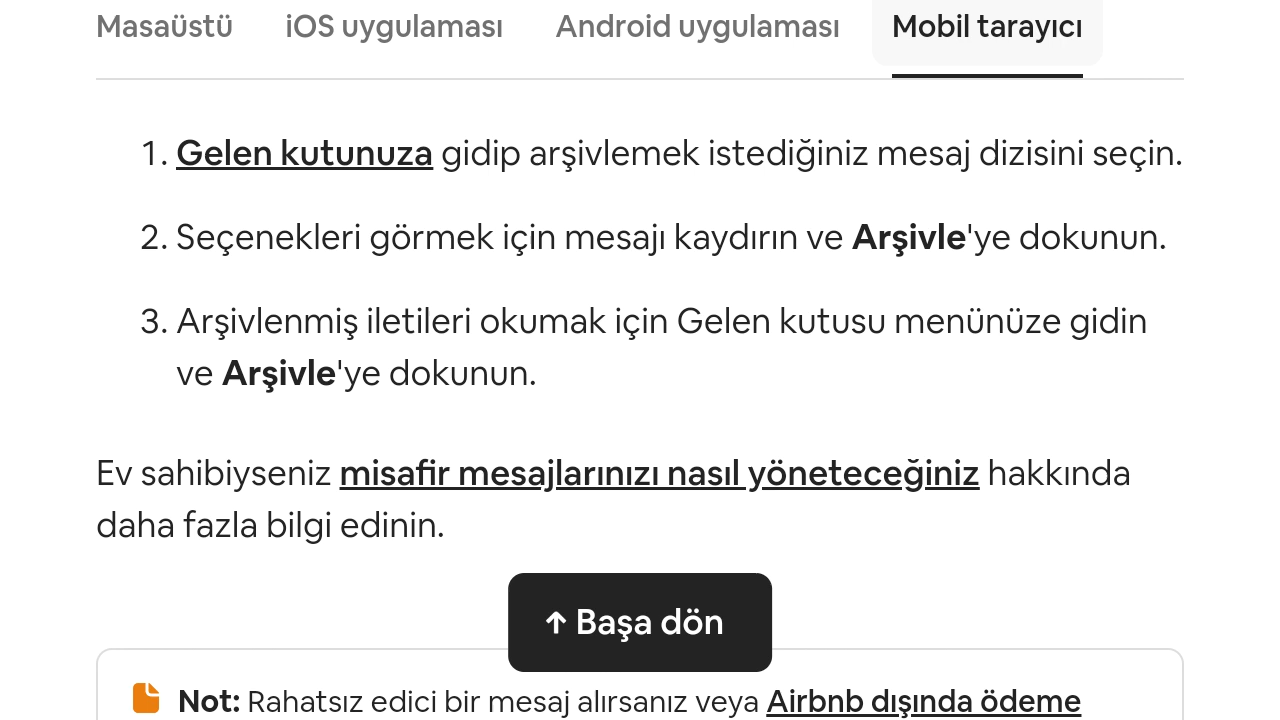 Masaüstü iOS uygulaması Android uygulaması Mobil tarayıcı
1. Gelen kutunuza gidip arşivlemek istediğiniz mesaj dizisini seçin.
2. Seçenekleri görmek için mesajı kaydırın ve Arşivle'ye dokunun.
3. Arşivlenmiş iletileri okumak için Gelen kutusu menünüze gidin
ve Arşivle'ye dokunun.
Ev sahibiyseniz misafir mesajlarınızı nasıl yöneteceğiniz hakkında
daha fazla bilgi edinin.
↑ Başa dön
Not: Rahatsız edici bir mesaj alırsanız veya Airbnb dışında ödeme